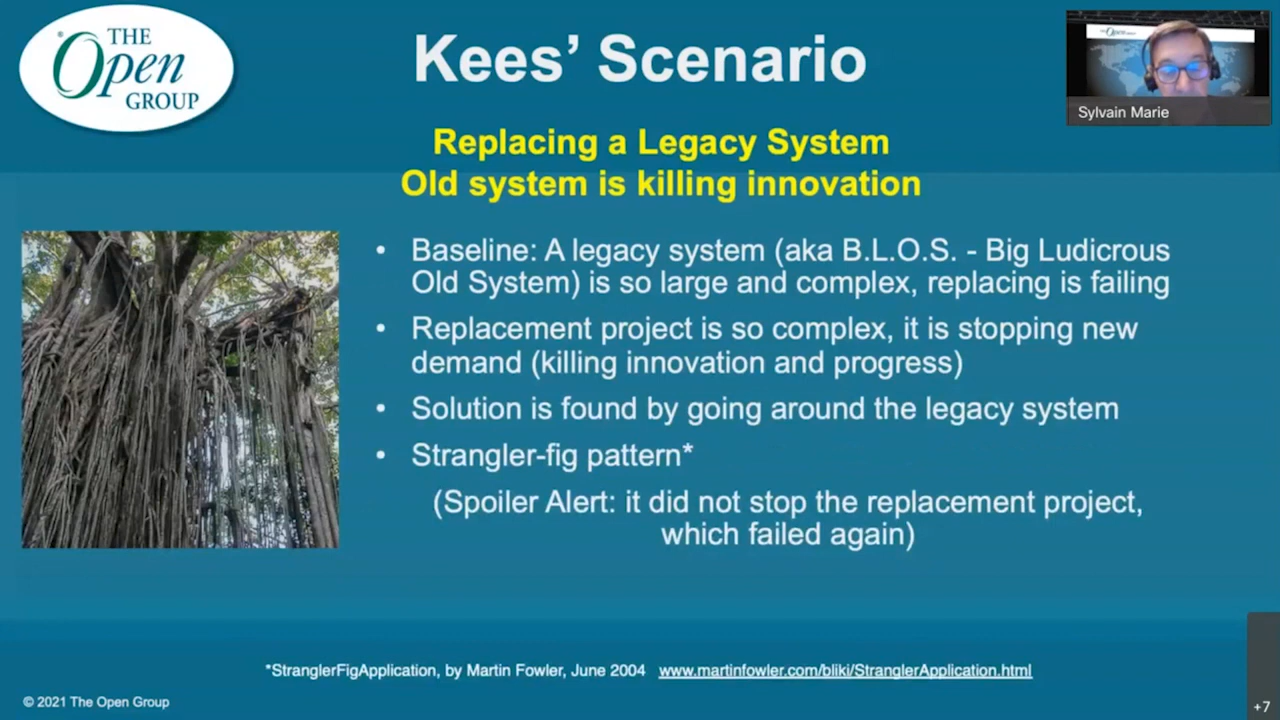 THE
Open
GROUP
Kees’ Scenario
Sylvain Marie
Replacing a Legacy System
Old system is killing innovation
• Baseline: A legacy system (aka B.L.O.S. - Big Ludicrous
Old System) is so large and complex, replacing is failing
• Replacement project is so complex, it is stopping new
demand (killing innovation and progress)
• Solution is found by going around the legacy system
• Strangler-fig pattern*
(Spoiler Alert: it did not stop the replacement project,
which failed again)
*StranglerFigApplication, by Martin Fowler, June 2004 www.martinfowler.com/bliki/StranglerApplication.html
© 2021 The Open Group
+7